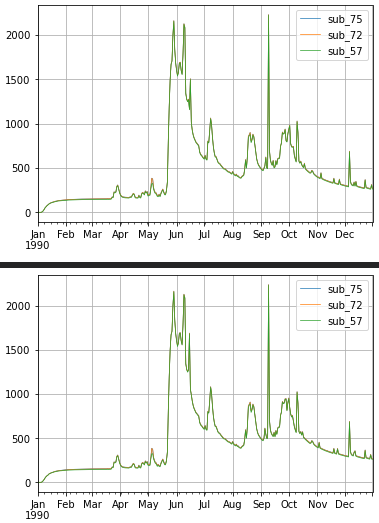 sub_75
sub_72
sub_57
2000
1500
1000
500
0
Jan Feb Mar Apr May Jun Jul Aug Sep Oct Nov Dec
1990
sub_75
sub_72
sub_57
2000
1500
1000
500
0
Jan Feb Mar Apr May Jun Jul Aug Sep Oct Nov Dec
1990